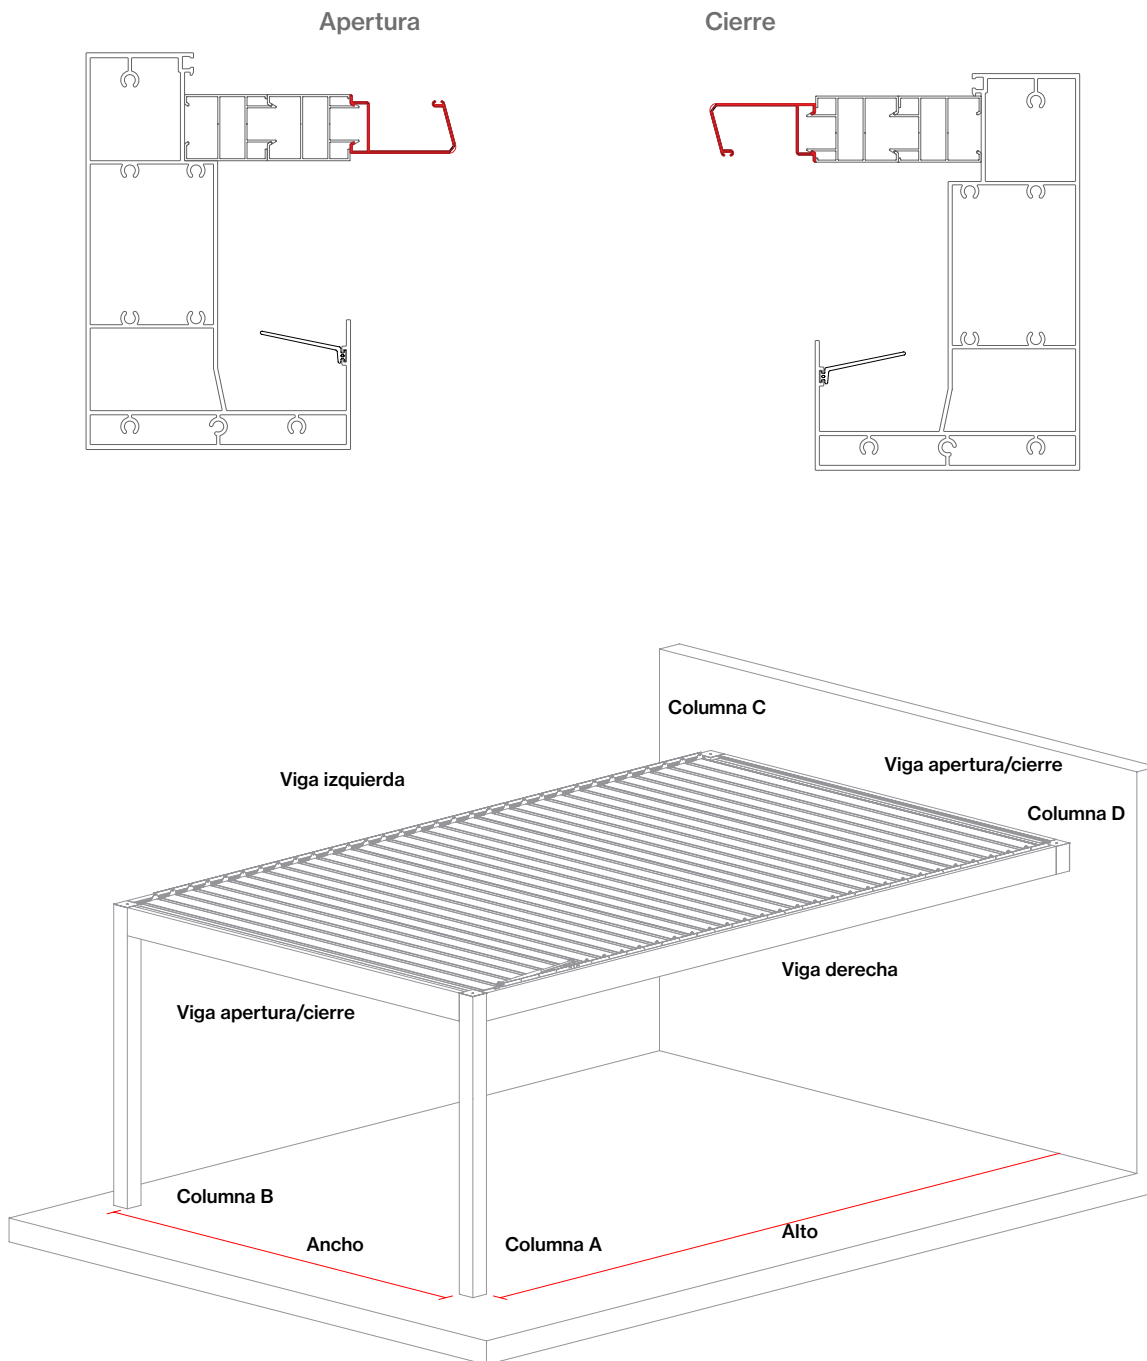 Apertura
Cierre
Columna C
Viga izquierda
Viga apertura/cierre
Columna D
Viga derecha
Viga apertura/cierre
Columna B
Ancho
Columna A
Alto